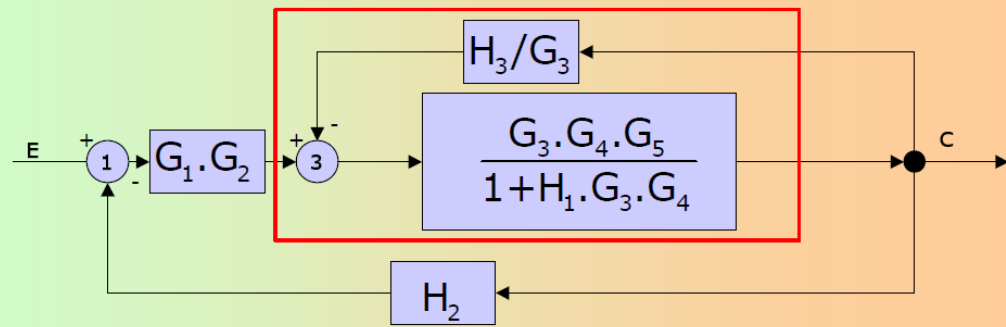 H₃/G₃
-
G₃.G₄.G₅
1+H₁.G₃.G₄
+
E
1
-
G₁.G₂
+
3
C
H₂